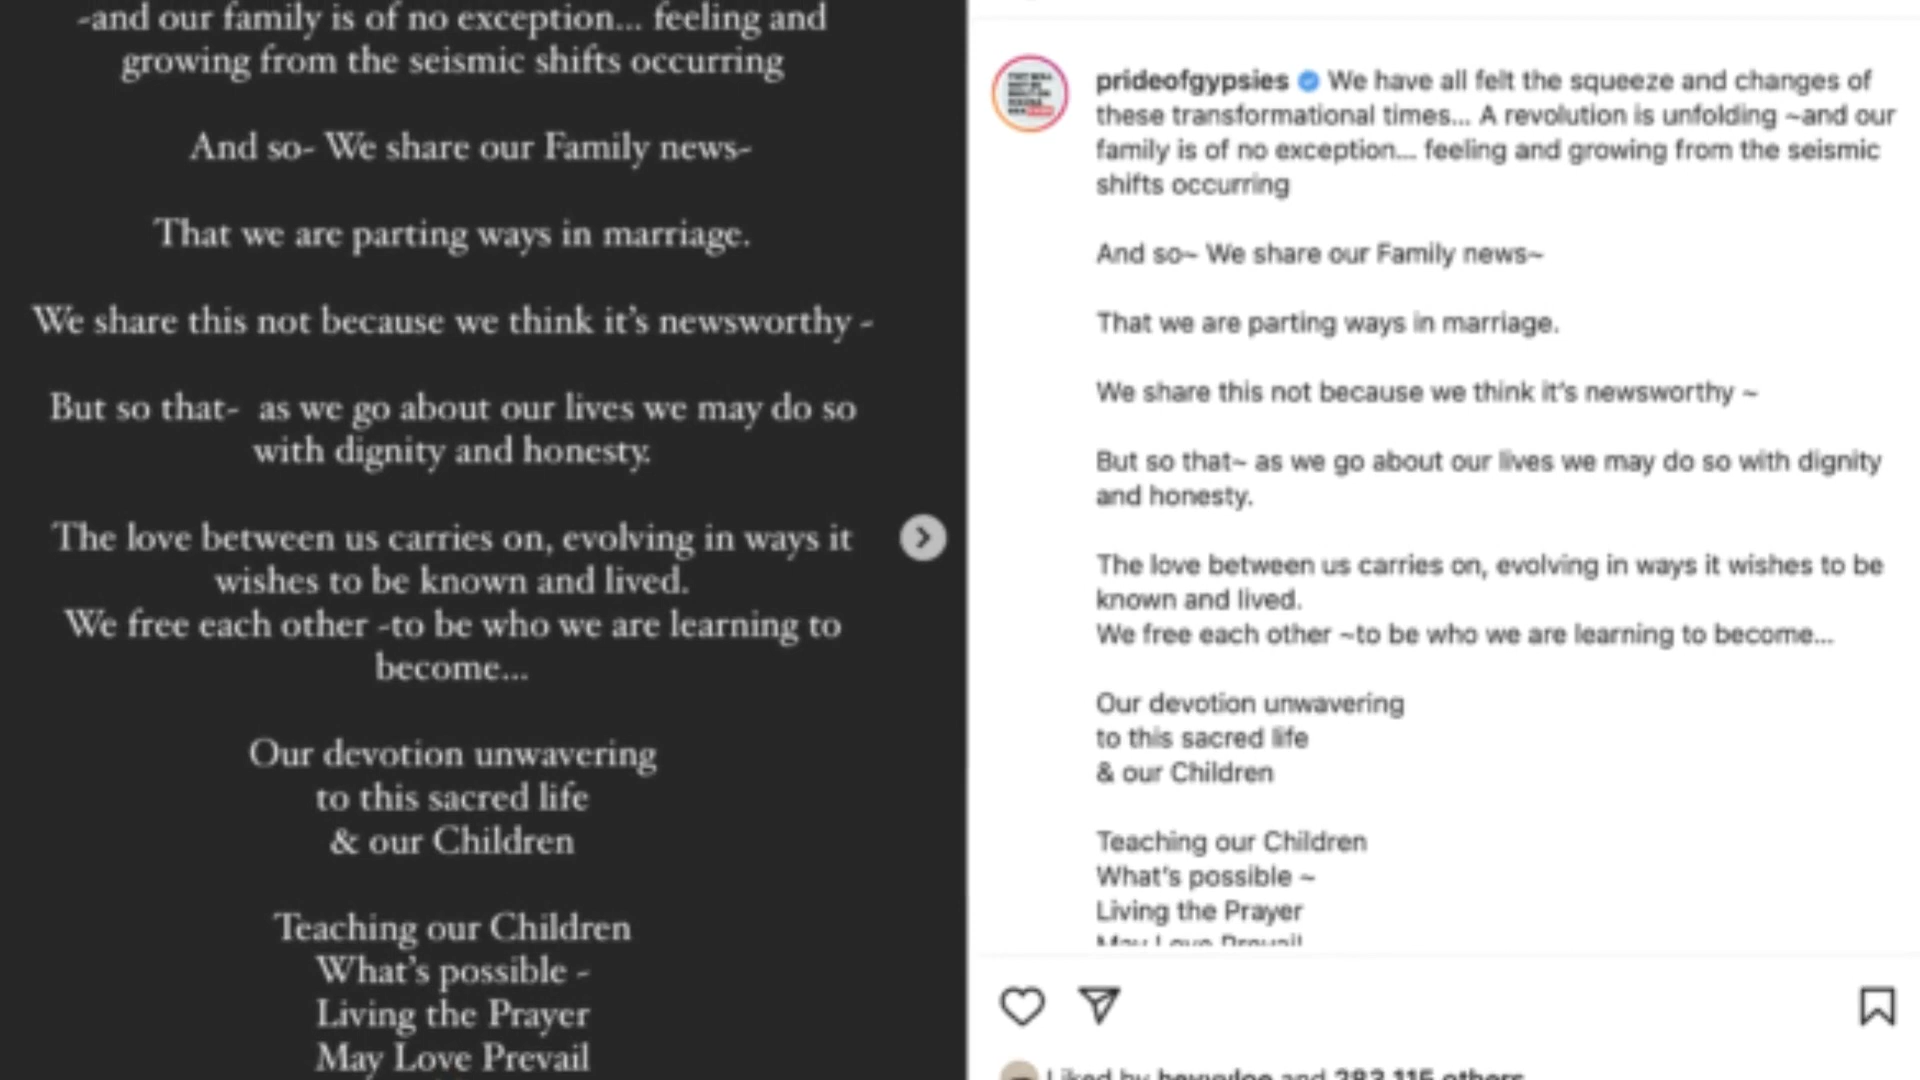 -and our family is of no exception... feeling and
growing from the seismic shifts occurring
And so- We share our Family news-
That we are parting ways in marriage.
We share this not because we think it's newsworthy -
But so that- as we go about our lives we may do so
with dignity and honesty.
The love between us carries on, evolving in ways it
wishes to be known and lived.
We free each other -to be who we are learning to
become...
Our devotion unwavering
to this sacred life
& our Children
Teaching our Children
What's possible -
Living the Prayer
May Love Prevail
prideofgypsies We have all felt the squeeze and changes of
these transformational times... A revolution is unfolding ~and our
family is of no exception... feeling and growing from the seismic
shifts occurring
And so~ We share our Family news~
That we are parting ways in marriage.
We share this not because we think it's newsworthy ~
But so that~ as we go about our lives we may do so with dignity
and honesty.
The love between us carries on, evolving in ways it wishes to be
known and lived.
We free each other ~to be who we are learning to become...
Our devotion unwavering
to this sacred life
& our Children
Teaching our Children
What's possible ~
Living the Prayer
May Love Prevail
Liked by and 283,115 others